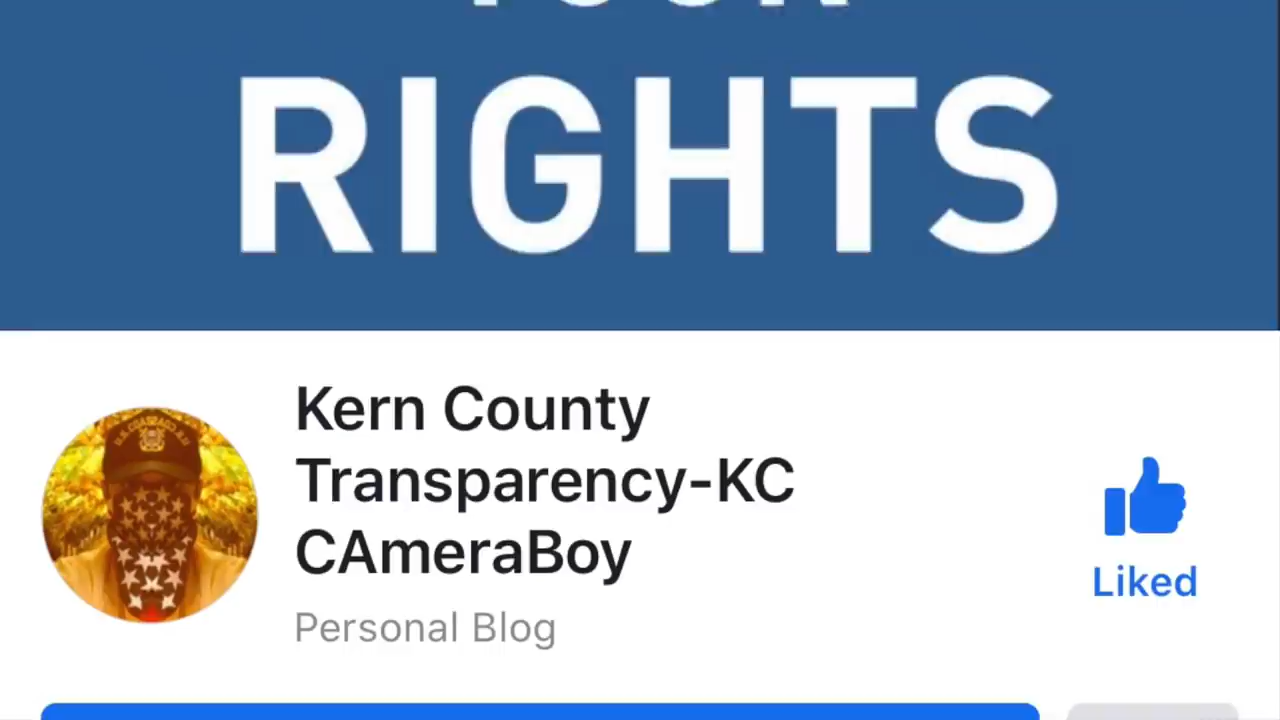 RIGHTS
Kern County
Transparency-KC
CAmeraBoy
Liked
Personal Blog